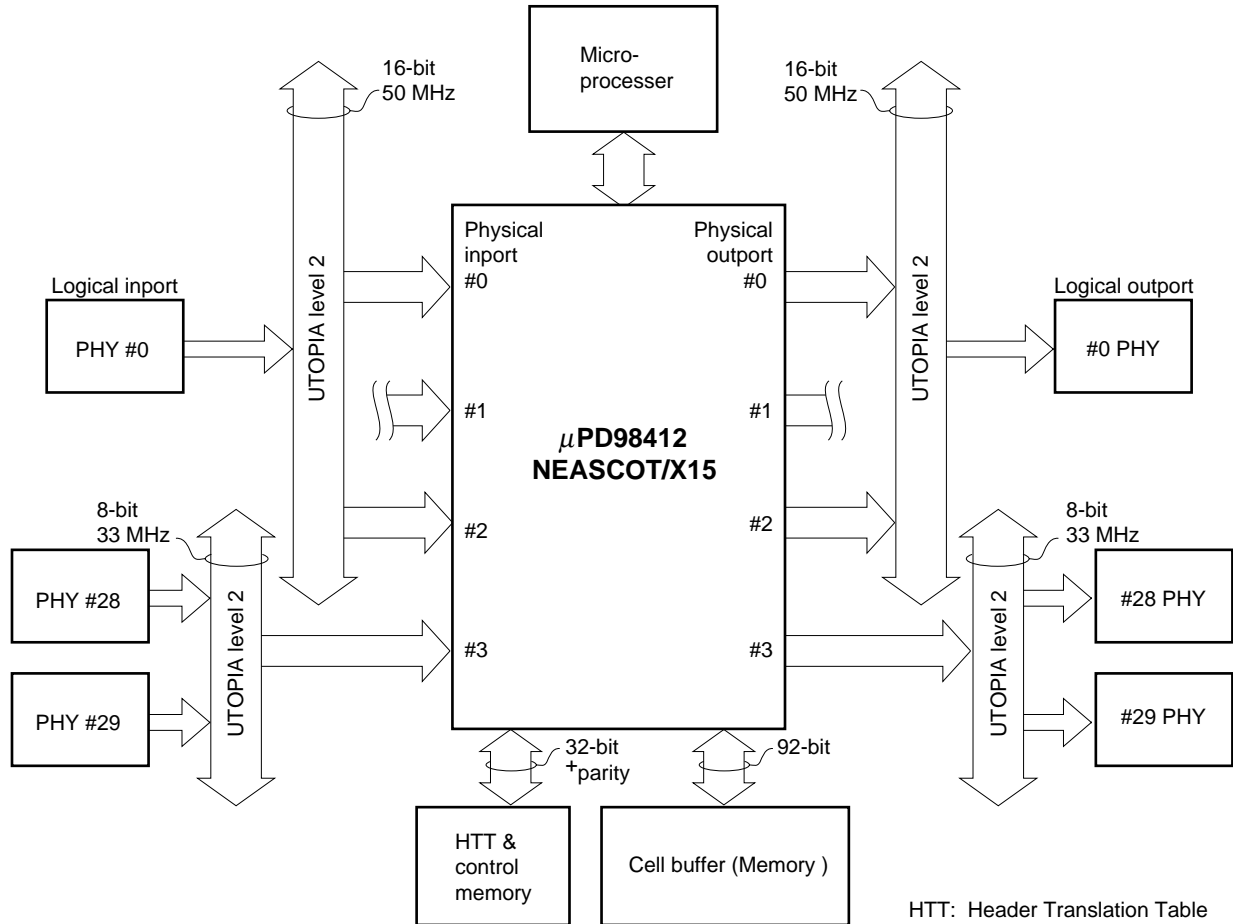 Micro-
processer
16-bit
50 MHz
16-bit
50 MHz
Physical
inport
#0
Physical
outport
#0
Logical inport
PHY #0
UTOPIA level 2
UTOPIA level 2
Logical outport
#0 PHY
#1
#1
μPD98412
NEASCOT/X15
#2
#2
8-bit
33 MHz
8-bit
33 MHz
PHY #28
PHY #29
UTOPIA level 2
#3
#3
UTOPIA level 2
#28 PHY
#29 PHY
32-bit
+parity
92-bit
HTT &
control
memory
Cell buffer (Memory )
HTT: Header Translation Table